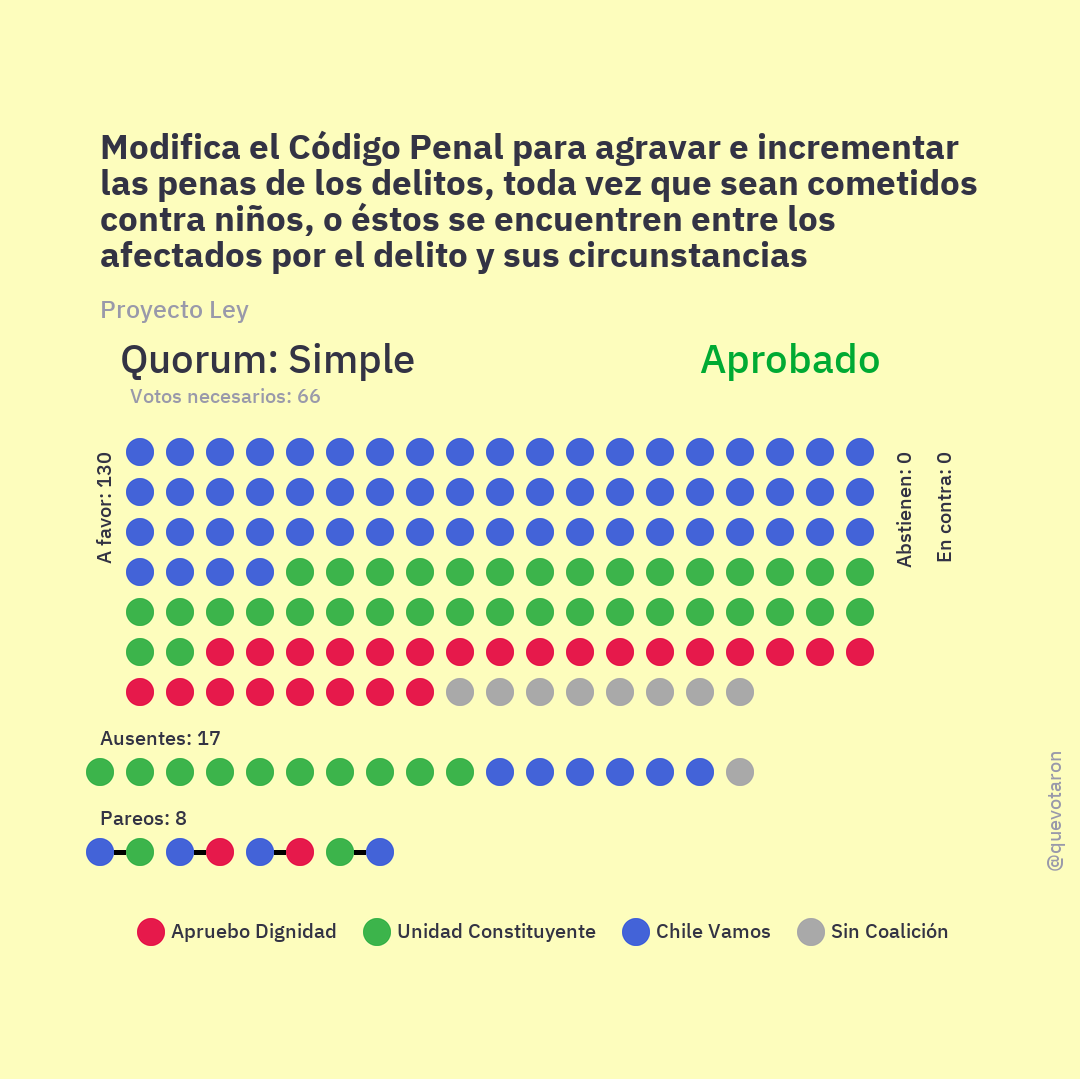 Modifica el Código Penal para agravar e incrementar
las penas de los delitos, toda vez que sean cometidos
contra niños, o éstos se encuentren entre los
afectados por el delito y sus circunstancias
Proyecto Ley
Quorum: Simple
Aprobado
Votos necesarios: 66
A favor: 130
Abstienen: 0
En contra: 0
Ausentes: 17
Pareos: 8
@quevotaron
Apruebo Dignidad
Unidad Constituyente
Chile Vamos
Sin Coalición